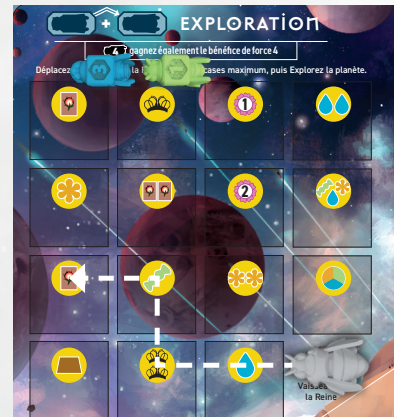 + EXPLORATION
4 gagnez également le bénéfice de force 4
Déplacez la cases maximum, puis Explorez la planète.
1
2
la Reine